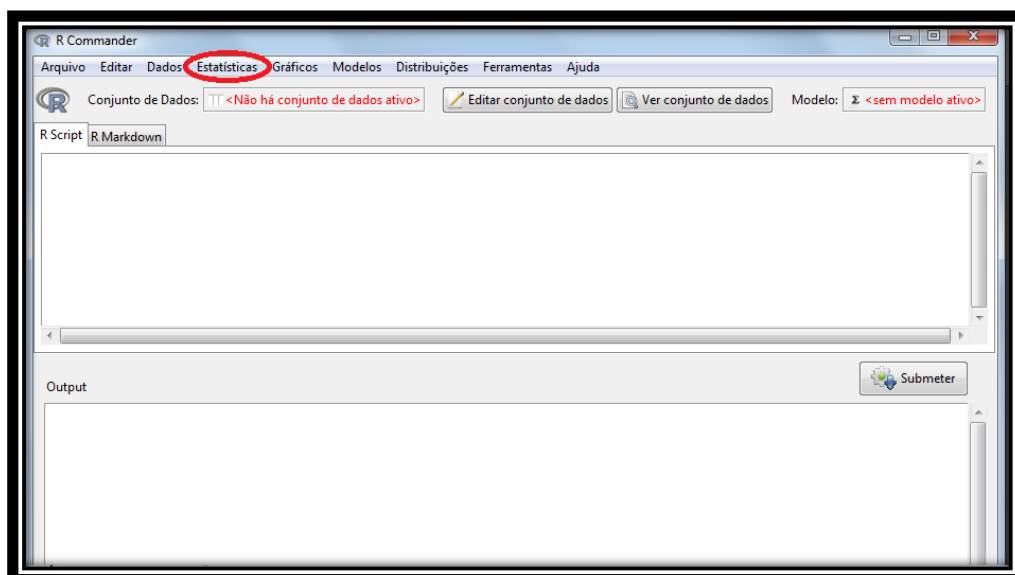 R Commander
Arquivo Editar Dados Estatísticas Gráficos Modelos Distribuições Ferramentas Ajuda
Conjunto de Dados: <Não há conjunto de dados ativo> Editar conjunto de dados Ver conjunto de dados Modelo: Σ <sem modelo ativo>
R Script R Markdown
Submeter
Output